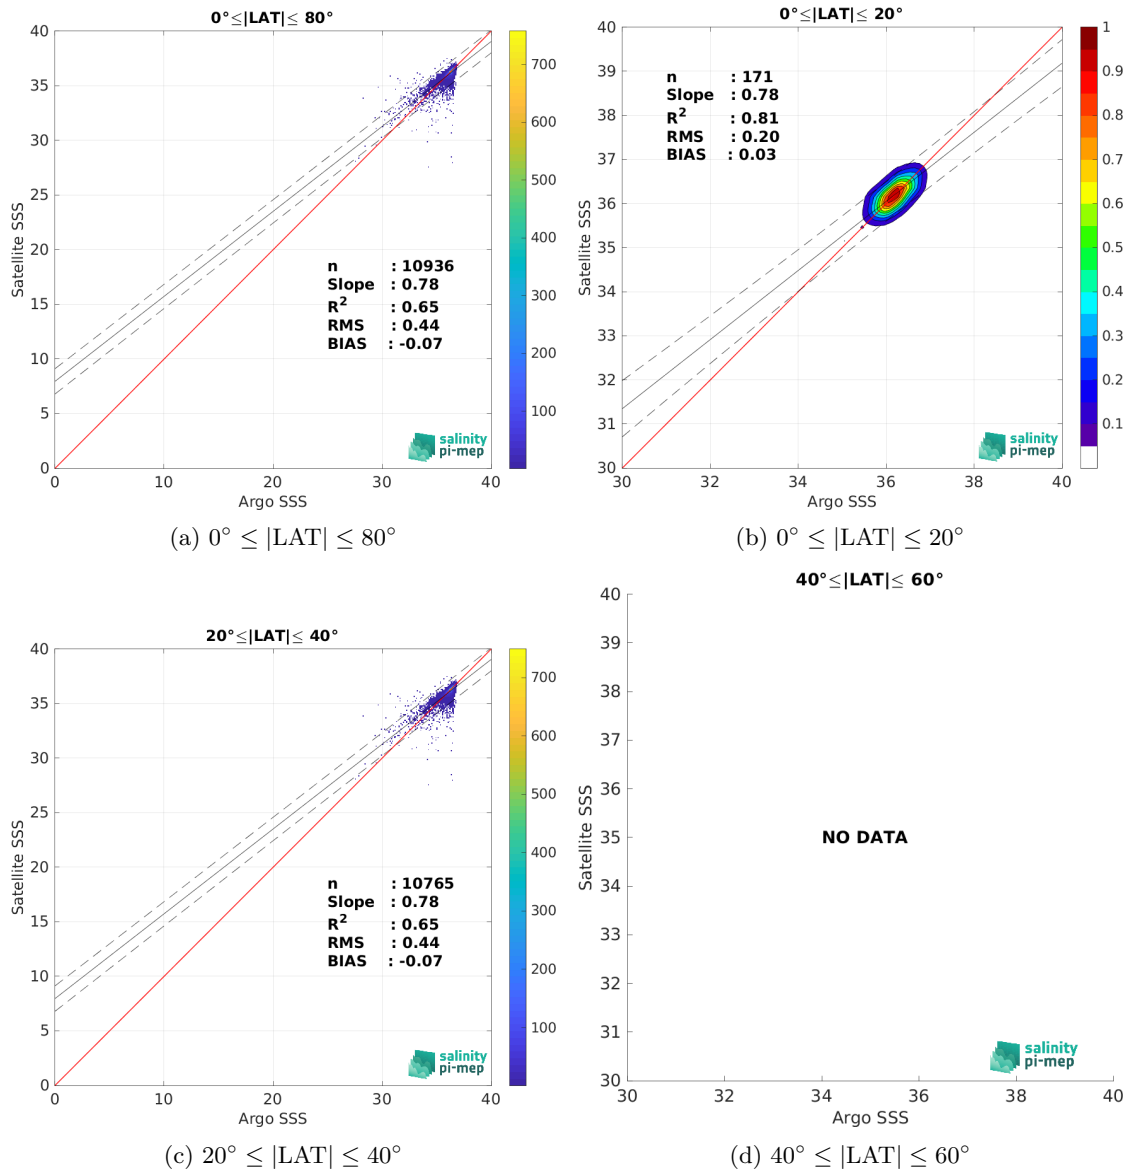 0°≤|LAT|≤ 80°
40
35
30
25
20
15
10
5
0
Satellite SSS
n : 10936
Slope : 0.78
R2 : 0.65
RMS : 0.44
BIAS : -0.07
salinity
pi-mep
0 10 20 30 40
Argo SSS
700
600
500
400
300
200
100
(a) 0° ≤ |LAT| ≤ 80°
0°≤|LAT|≤ 20°
40
39
38
37
36
35
34
33
32
31
30
Satellite SSS
n : 171
Slope : 0.78
R2 : 0.81
RMS : 0.20
BIAS : 0.03
salinity
pi-mep
30 32 34 36 38 40
Argo SSS
1
0.9
0.8
0.7
0.6
0.5
0.4
0.3
0.2
0.1
(b) 0° ≤ |LAT| ≤ 20°
20°≤|LAT|≤ 40°
40
35
30
25
20
15
10
5
0
Satellite SSS
n : 10765
Slope : 0.78
R2 : 0.65
RMS : 0.44
BIAS : -0.07
salinity
pi-mep
0 10 20 30 40
Argo SSS
700
600
500
400
300
200
100
(c) 20° ≤ |LAT| ≤ 40°
40°≤|LAT|≤ 60°
40
39
38
37
36
35
34
33
32
31
30
Satellite SSS
NO DATA
salinity
pi-mep
30 32 34 36 38 40
Argo SSS
(d) 40° ≤ |LAT| ≤ 60°